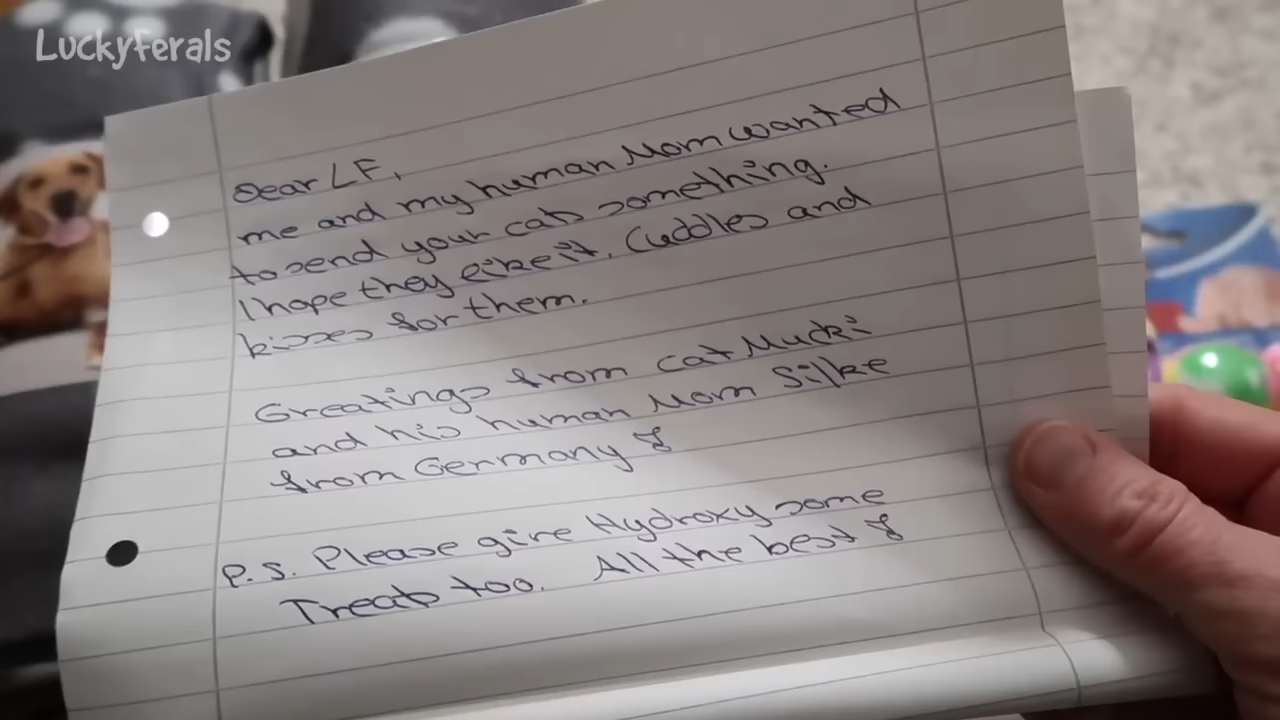 LuckyFerals
Dear LF,
me and my human Mom wanted
to send your cats something.
I hope they like it. Cuddles and
kisses for them.
Greatings from cat Mucki
and his human Mom Silke
from Germany
P.S. Please give Hydroxy some
Treats too. All the best